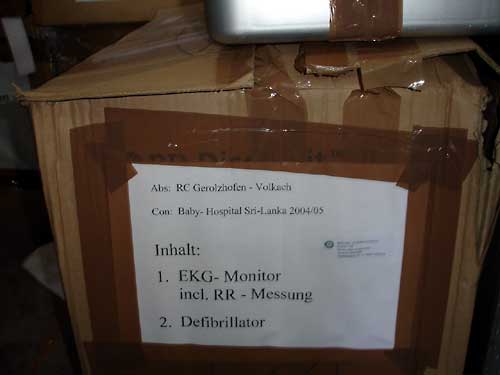 Abs: RC Gerolzhofen - Volkach
Con: Baby- Hospital Sri-Lanka 2004/05
Inhalt:
1. EKG- Monitor
incl. RR - Messung
2. Defibrillator